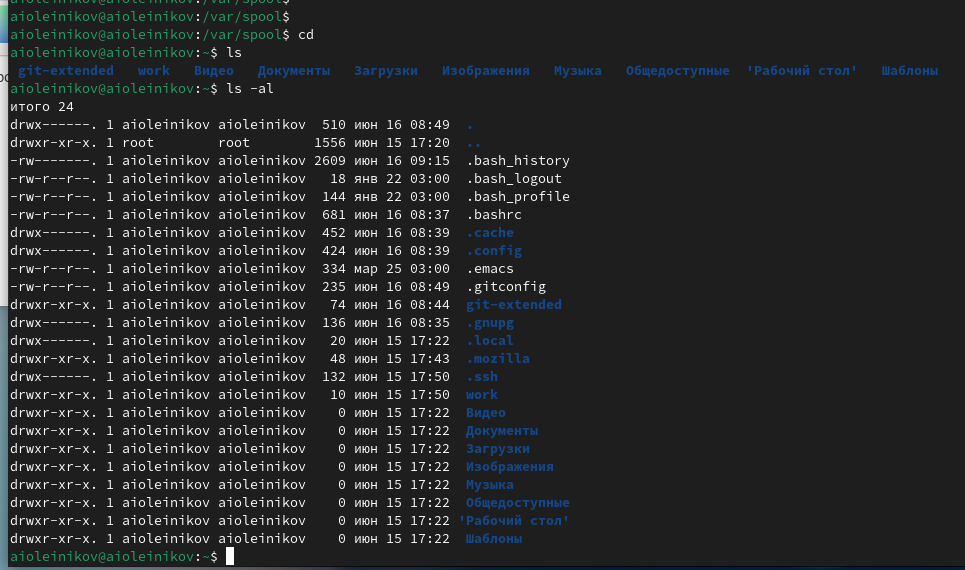 aioleinikov@aioleinikov:/var/spool$
aioleinikov@aioleinikov:/var/spool$
aioleinikov@aioleinikov:/var/spool$ cd
aioleinikov@aioleinikov:~$ ls
git-extended work Видео Документы Загрузки Изображения Музыка Общедоступные 'Рабочий стол' Шаблоны
aioleinikov@aioleinikov:~$ ls -al
итого 24
drwx------. 1 aioleinikov aioleinikov 510 июн 16 08:49 .
drwxr-xr-x. 1 root root 1556 июн 15 17:20 ..
-rw-------. 1 aioleinikov aioleinikov 2609 июн 16 09:15 .bash_history
-rw-r--r--. 1 aioleinikov aioleinikov 18 янв 22 03:00 .bash_logout
-rw-r--r--. 1 aioleinikov aioleinikov 144 янв 22 03:00 .bash_profile
-rw-r--r--. 1 aioleinikov aioleinikov 681 июн 16 08:37 .bashrc
drwx------. 1 aioleinikov aioleinikov 452 июн 16 08:39 .cache
drwx------. 1 aioleinikov aioleinikov 424 июн 16 08:39 .config
-rw-r--r--. 1 aioleinikov aioleinikov 334 мар 25 03:00 .emacs
-rw-r--r--. 1 aioleinikov aioleinikov 235 июн 16 08:49 .gitconfig
drwxr-xr-x. 1 aioleinikov aioleinikov 74 июн 16 08:44 git-extended
drwx------. 1 aioleinikov aioleinikov 136 июн 16 08:35 .gnupg
drwx------. 1 aioleinikov aioleinikov 20 июн 15 17:22 .local
drwxr-xr-x. 1 aioleinikov aioleinikov 48 июн 15 17:43 .mozilla
drwx------. 1 aioleinikov aioleinikov 132 июн 15 17:50 .ssh
drwxr-xr-x. 1 aioleinikov aioleinikov 10 июн 15 17:50 work
drwxr-xr-x. 1 aioleinikov aioleinikov 0 июн 15 17:22 Видео
drwxr-xr-x. 1 aioleinikov aioleinikov 0 июн 15 17:22 Документы
drwxr-xr-x. 1 aioleinikov aioleinikov 0 июн 15 17:22 Загрузки
drwxr-xr-x. 1 aioleinikov aioleinikov 0 июн 15 17:22 Изображения
drwxr-xr-x. 1 aioleinikov aioleinikov 0 июн 15 17:22 Музыка
drwxr-xr-x. 1 aioleinikov aioleinikov 0 июн 15 17:22 Общедоступные
drwxr-xr-x. 1 aioleinikov aioleinikov 0 июн 15 17:22 'Рабочий стол'
drwxr-xr-x. 1 aioleinikov aioleinikov 0 июн 15 17:22 Шаблоны
aioleinikov@aioleinikov:~$